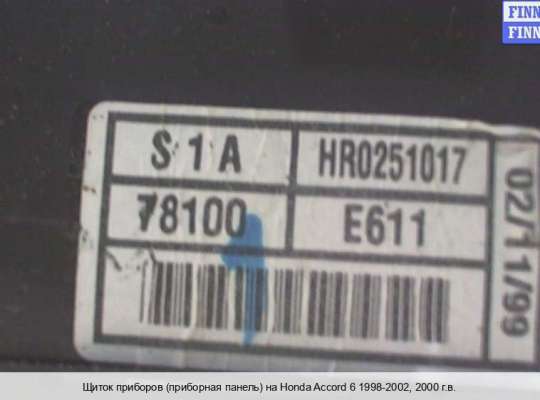 FINN
FINN
S1A HR0251017
78100 E611
02/11/99
Щиток приборов (приборная панель) на Honda Accord 6 1998-2002, 2000 г.в.